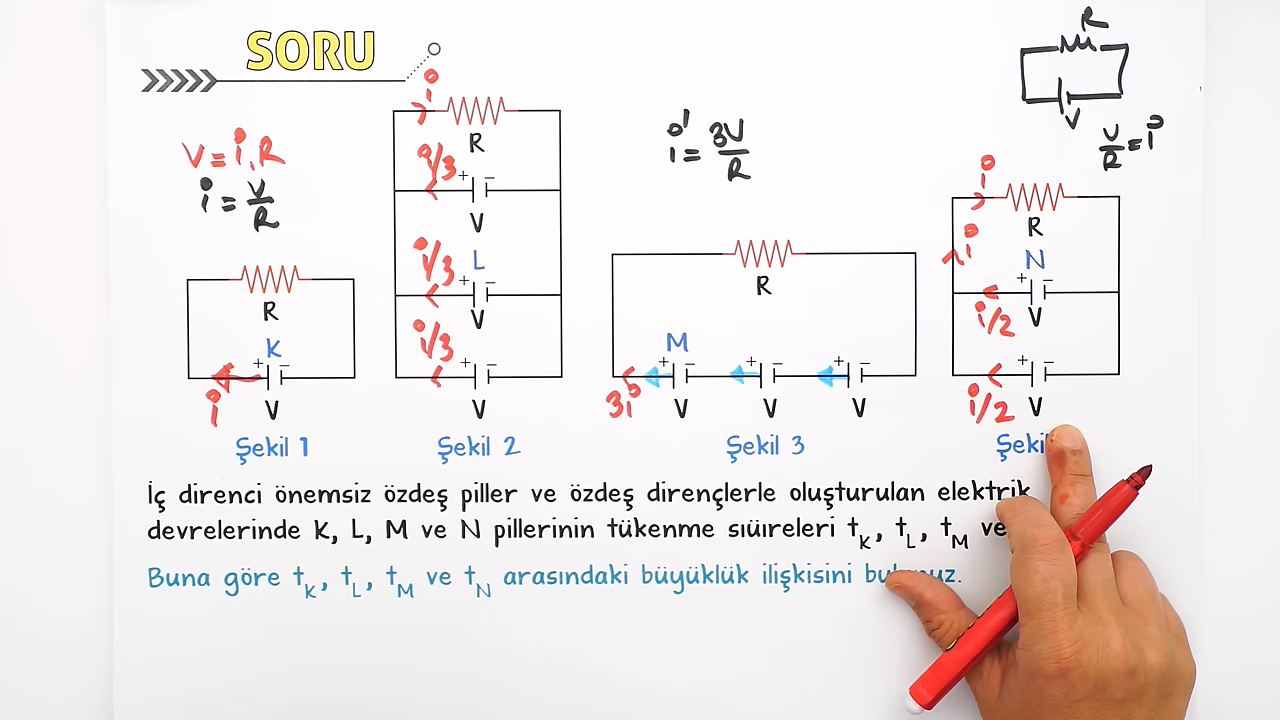 SORU
V = i.R
i = V/R
R
K
+ -
V
i
Şekil 1
i
R
i/3
+ -
V
i/3
L
+ -
V
i/3
+ -
V
Şekil 2
i' = 3V/R
R
M
+ - + - + -
3i
V V V
Şekil 3
R
V
V/R = i
i
R
i
N
+ -
i/2
V
+ -
i/2
V
Şekil
İç direnci önemsiz özdeş piller ve özdeş dirençlerle oluşturulan elektrik
devrelerinde K, L, M ve N pillerinin tükenme sıüireleri tK, tL, tM ve
Buna göre tK, tL, tM ve tN arasındaki büyüklük ilişkisini